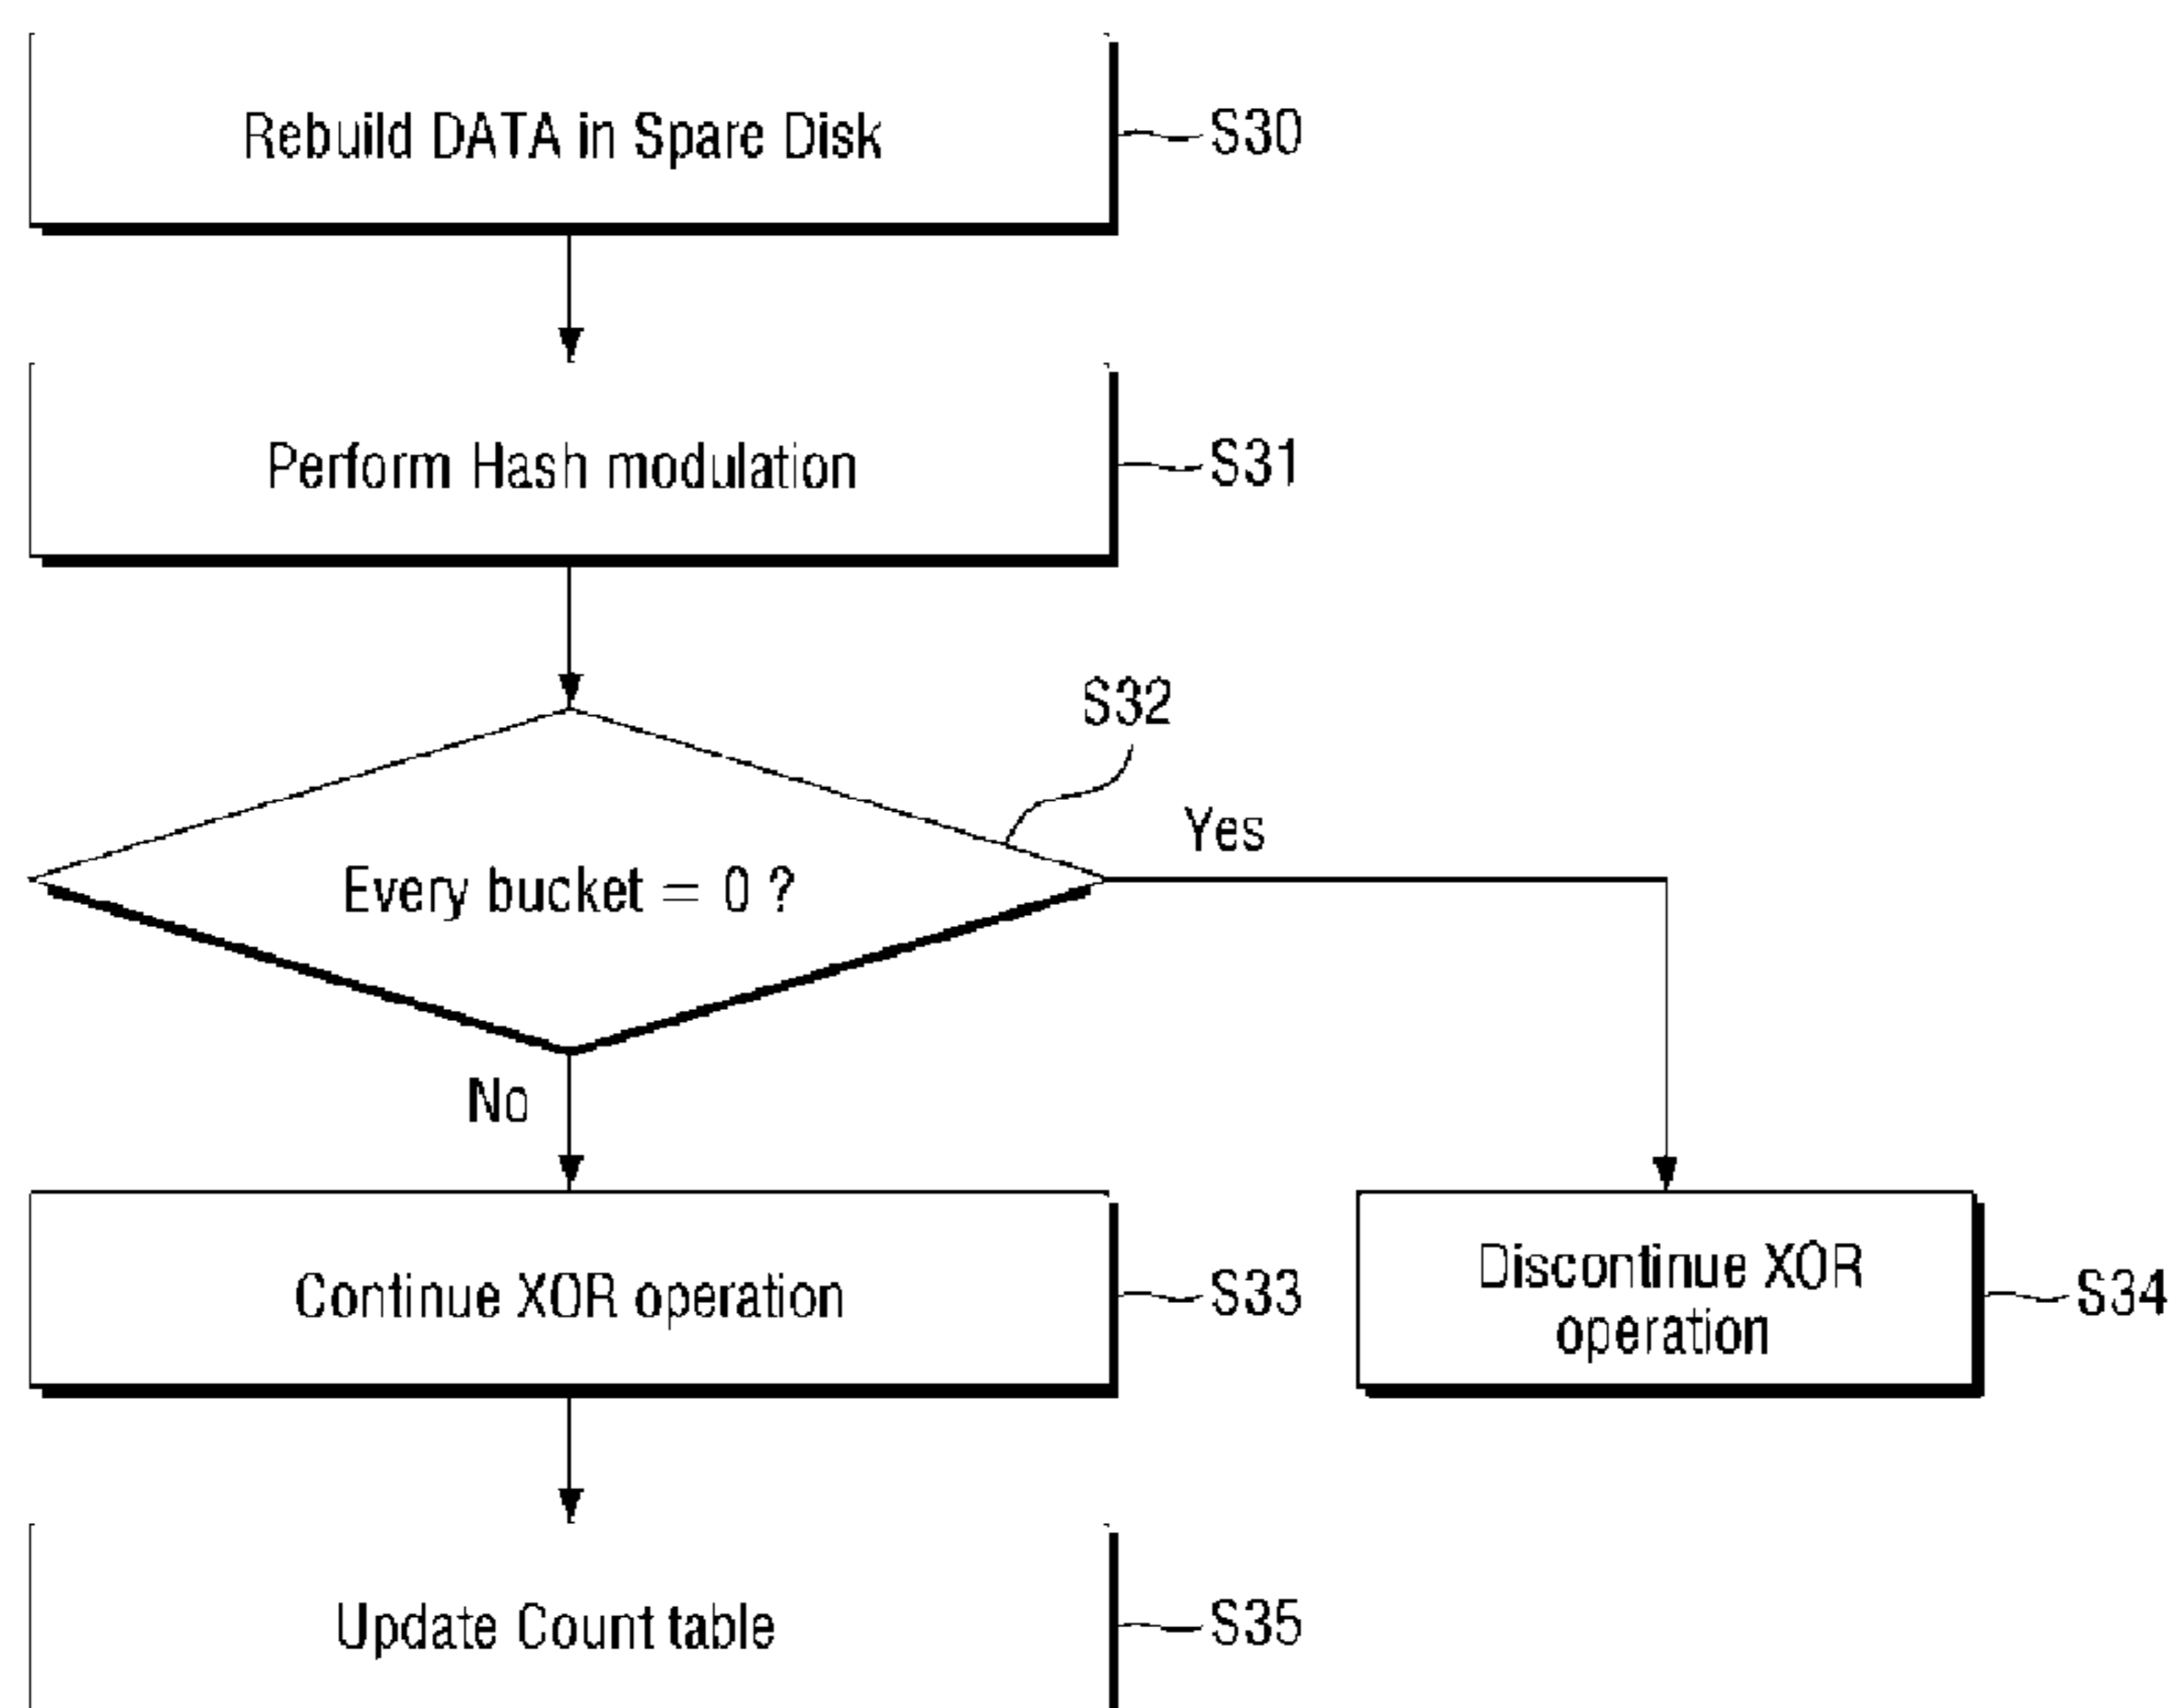 Rebuild DATA in Spare Disk
S30
Perform Hash modulation
S31
S32
Yes
Every bucket = 0 ?
No
Continue XOR operation
S33
Discontinue XOR
operation
S34
Update Count table
S35